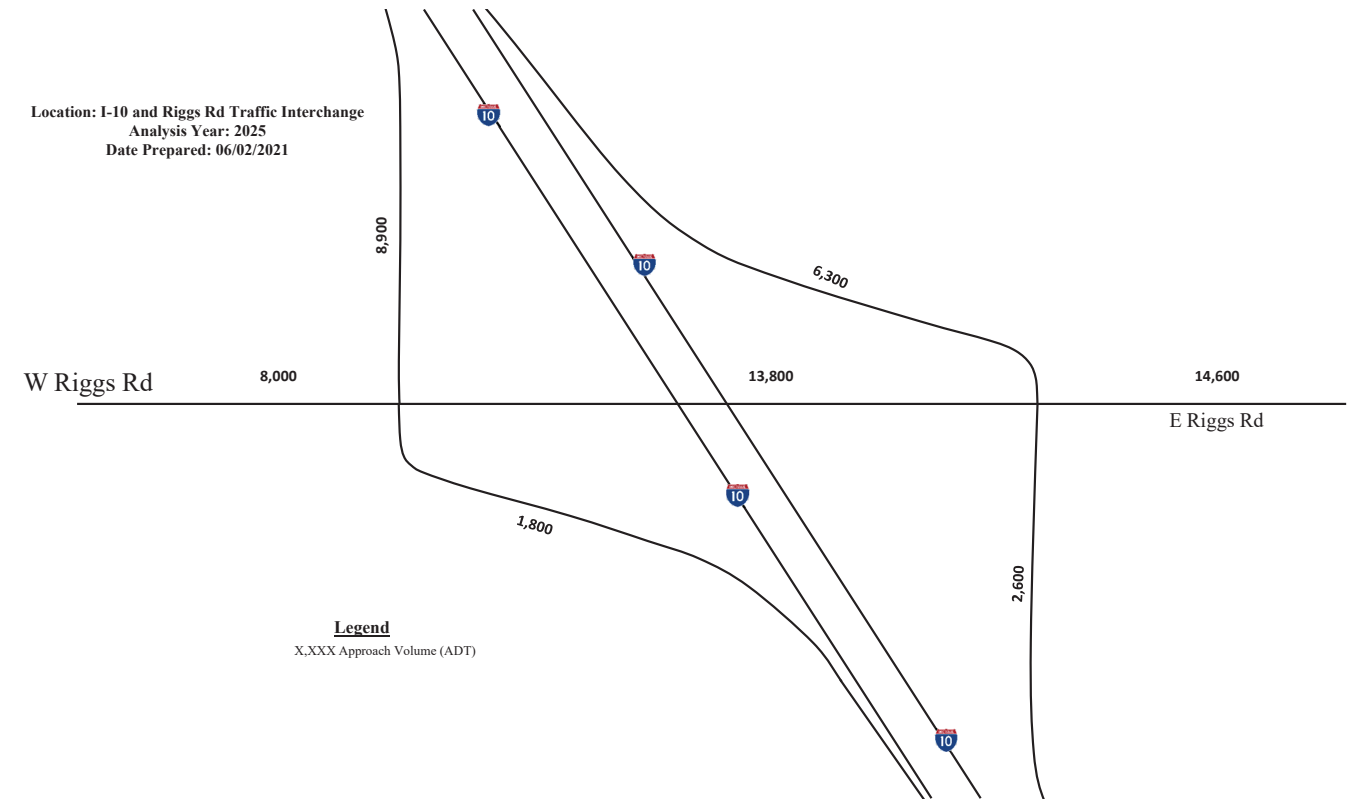 Location: I-10 and Riggs Rd Traffic Interchange
Analysis Year: 2025
Date Prepared: 06/02/2021
10
8,900
10
6,300
W Riggs Rd
8,000
13,800
14,600
E Riggs Rd
10
1,800
2,600
Legend
X,XXX Approach Volume (ADT)
10